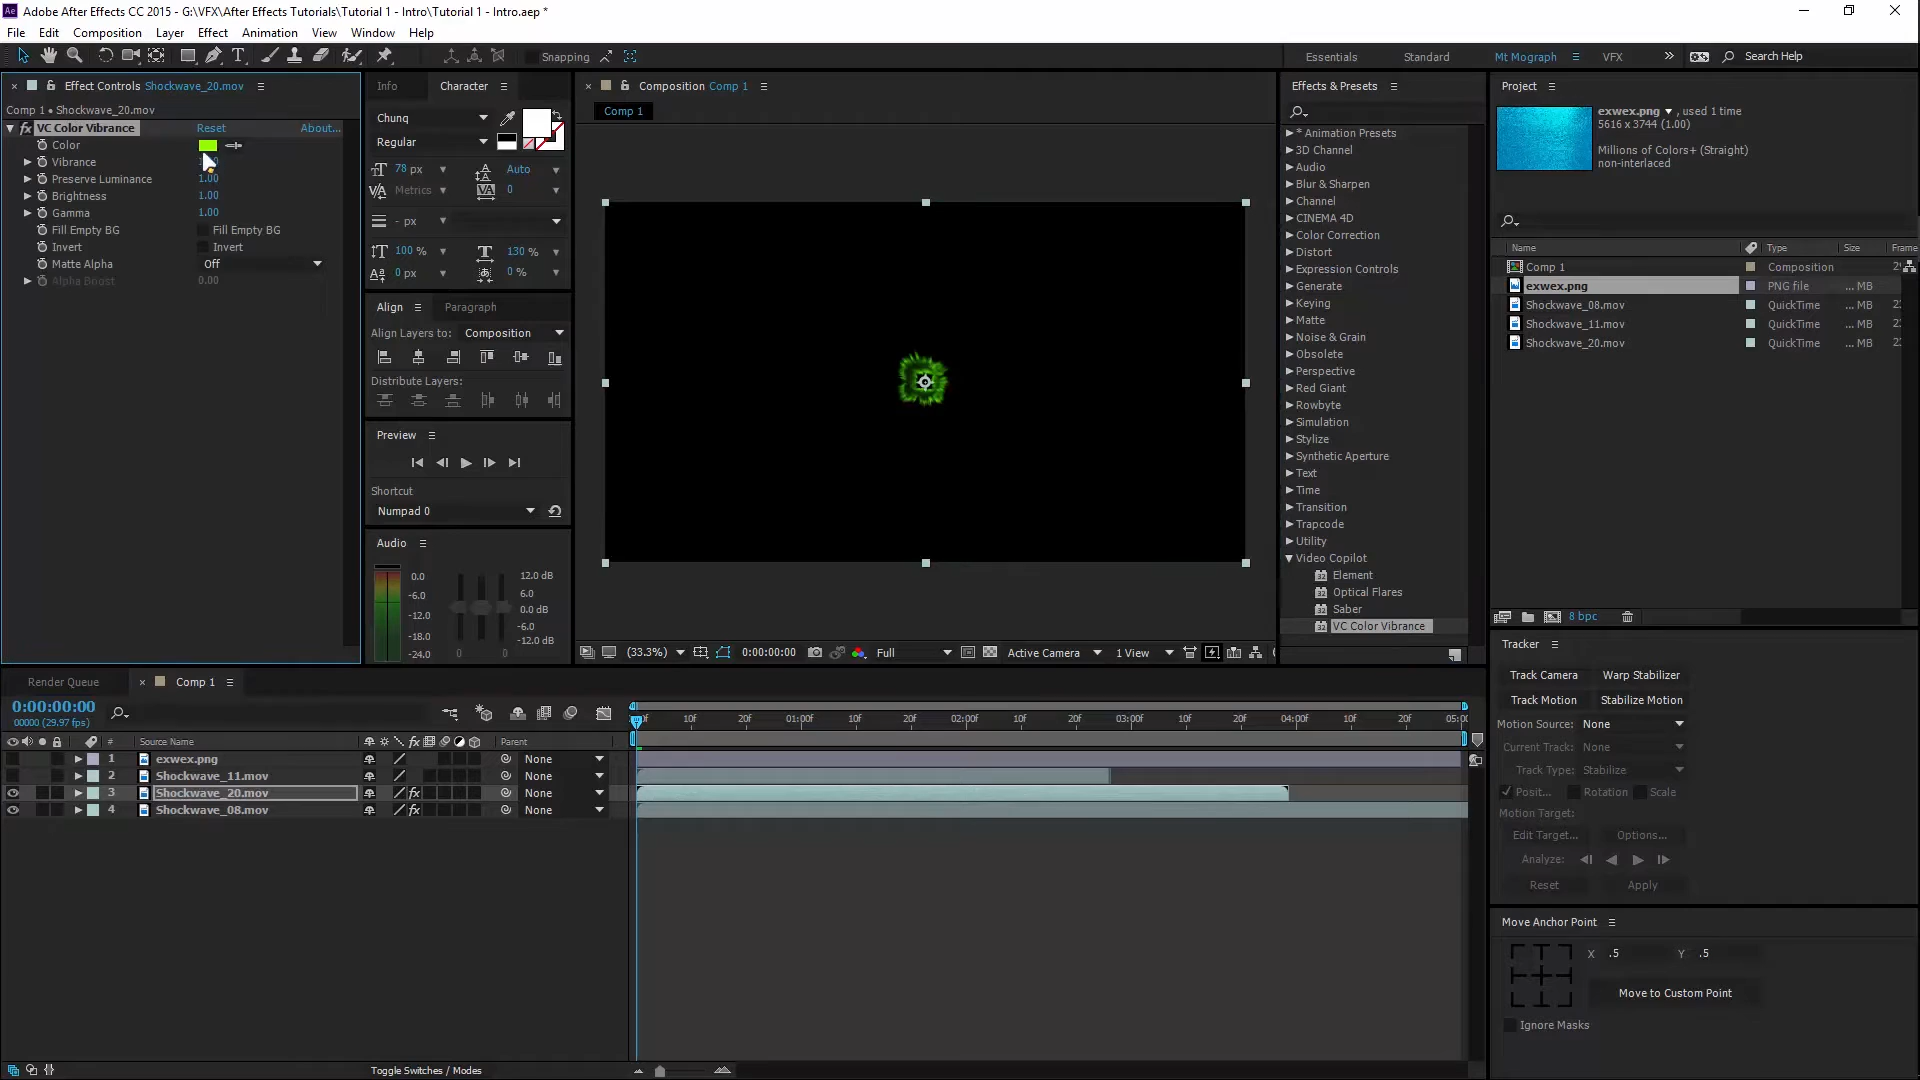 Adobe After Effects CC 2015 - G:\VFX\After Effects Tutorials\Tutorial 1 - Intro\Tutorial 1 - Intro.aep *
File Edit Composition Layer Effect Animation View Window Help
Snapping Essentials Standard Mt Mograph VFX Search Help
Effect Controls Shockwave_20.mov
Comp 1 • Shockwave_20.mov
fx VC Color Vibrance Reset About...
Color
Vibrance
Preserve Luminance 1.00
Brightness 1.00
Gamma 1.00
Fill Empty BG Fill Empty BG
Invert Invert
Matte Alpha Off
Alpha Boost 0.00
Info Character
Chunq
Regular
78 px Auto
Metrics 0
- px
100 % 130 %
0 px 0 %
Align Paragraph
Align Layers to: Composition
Distribute Layers:
Preview
Shortcut
Numpad 0
Audio
0.0 12.0 dB
-6.0 6.0
-12.0 0.0 dB
-18.0 -6.0
-24.0 -12.0 dB
0 0
Composition Comp 1
Comp 1
(33.3%) 0:00:00:00 Full Active Camera 1 View
Effects & Presets
* Animation Presets
3D Channel
Audio
Blur & Sharpen
Channel
CINEMA 4D
Color Correction
Distort
Expression Controls
Generate
Keying
Matte
Noise & Grain
Obsolete
Perspective
Red Giant
Rowbyte
Simulation
Stylize
Synthetic Aperture
Text
Time
Transition
Trapcode
Utility
Video Copilot
Element
Optical Flares
Saber
VC Color Vibrance
Project
exwex.png , used 1 time
5616 x 3744 (1.00)
Millions of Colors+ (Straight)
non-interlaced
Name Type Size Frame
Comp 1 Composition
exwex.png PNG file ... MB
Shockwave_08.mov QuickTime ... MB
Shockwave_11.mov QuickTime ... MB
Shockwave_20.mov QuickTime ... MB
8 bpc
Tracker
Track Camera Warp Stabilizer
Track Motion Stabilize Motion
Motion Source: None
Current Track: None
Track Type: Stabilize
Posit... Rotation Scale
Motion Target:
Edit Target... Options...
Analyze:
Reset Apply
Move Anchor Point
X .5 Y .5
Move to Custom Point
Ignore Masks
Render Queue Comp 1
0:00:00:00
00000 (29.97 fps)
10f 20f 01:00f 10f 20f 02:00f 10f 20f 03:00f 10f 20f 04:00f 10f 20f 05:00
# Source Name fx Parent
1 exwex.png None
2 Shockwave_11.mov None
3 Shockwave_20.mov fx None
4 Shockwave_08.mov fx None
Toggle Switches / Modes